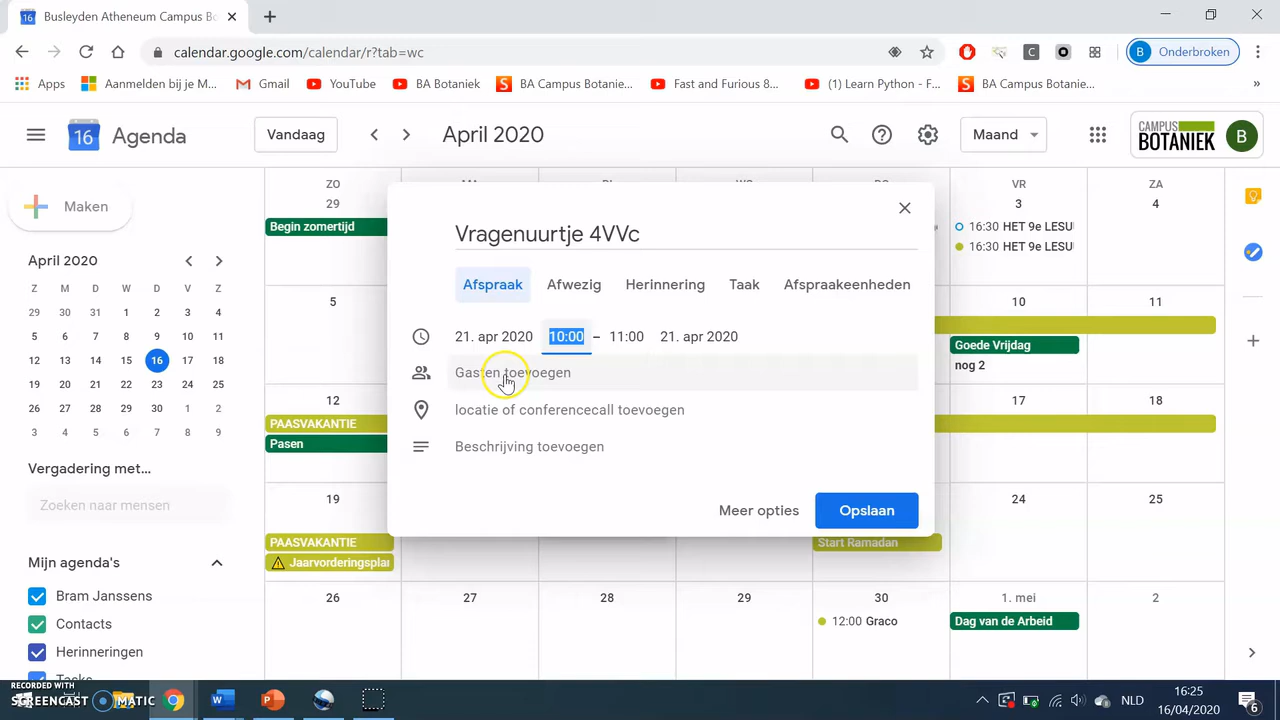 Busleyden Atheneum Campus Bo
calendar.google.com/calendar/r?tab=wc
B Onderbroken
Apps
Aanmelden bij je M...
Gmail
YouTube
BA Botaniek
BA Campus Botanie...
Fast and Furious 8...
(1) Learn Python - F...
BA Campus Botanie...
»
16 Agenda
Vandaag
April 2020
Maand
CAMPUS
BOTANIEK
B
Maken
April 2020
Z M D W D V Z
29 30 31 1 2 3 4
5 6 7 8 9 10 11
12 13 14 15 16 17 18
19 20 21 22 23 24 25
26 27 28 29 30 1 2
3 4 5 6 7 8 9
Vergadering met...
Zoeken naar mensen
Mijn agenda's
Bram Janssens
Contacts
Herinneringen
ZO
29
Begin zomertijd
VR
3
16:30 HET 9e LESU
16:30 HET 9e LESU
ZA
4
5
10
11
Goede Vrijdag
nog 2
12
17
18
PAASVAKANTIE
Pasen
19
24
25
PAASVAKANTIE
Jaarvorderingsplan
Start Ramadan
26
27
28
29
30
1. mei
2
12:00 Graco
Dag van de Arbeid
Vragenuurtje 4VVc
Afspraak
Afwezig
Herinnering
Taak
Afspraakeenheden
21. apr 2020 10:00 – 11:00 21. apr 2020
Gasten toevoegen
locatie of conferencecall toevoegen
Beschrijving toevoegen
Meer opties
Opslaan
RECORDED WITH
SCREENCAST MATIC
NLD
16:25
16/04/2020
6